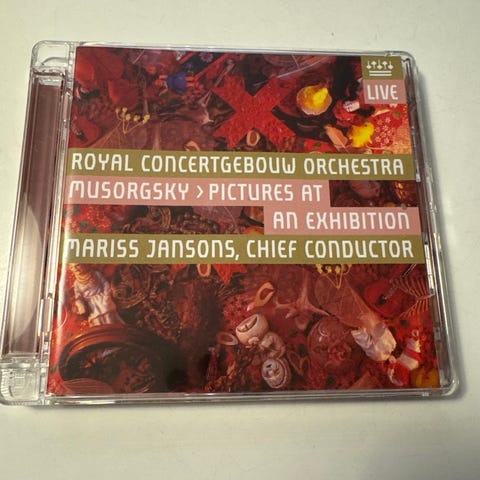 LIVE
ROYAL CONCERTGEBOUW ORCHESTRA
MUSORGSKY > PICTURES AT
AN EXHIBITION
MARISS JANSONS, CHIEF CONDUCTOR